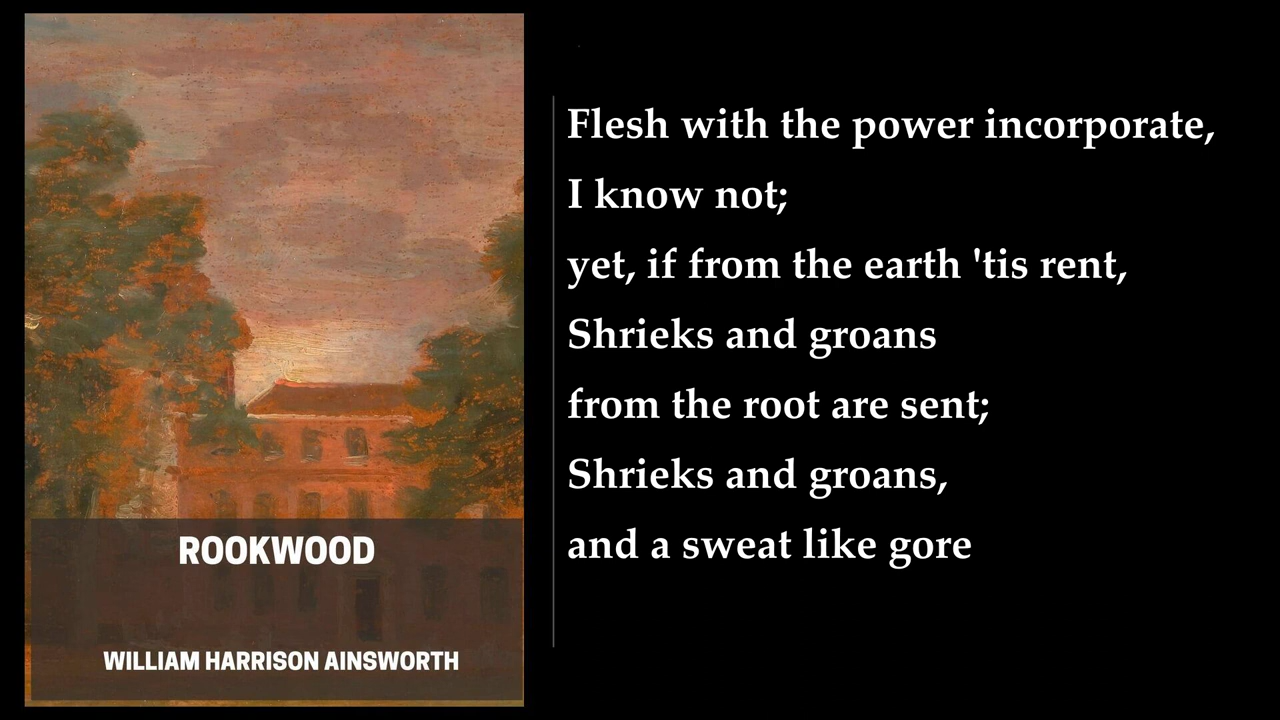 ROOKWOOD
WILLIAM HARRISON AINSWORTH
Flesh with the power incorporate,
I know not;
yet, if from the earth 'tis rent,
Shrieks and groans
from the root are sent;
Shrieks and groans,
and a sweat like gore